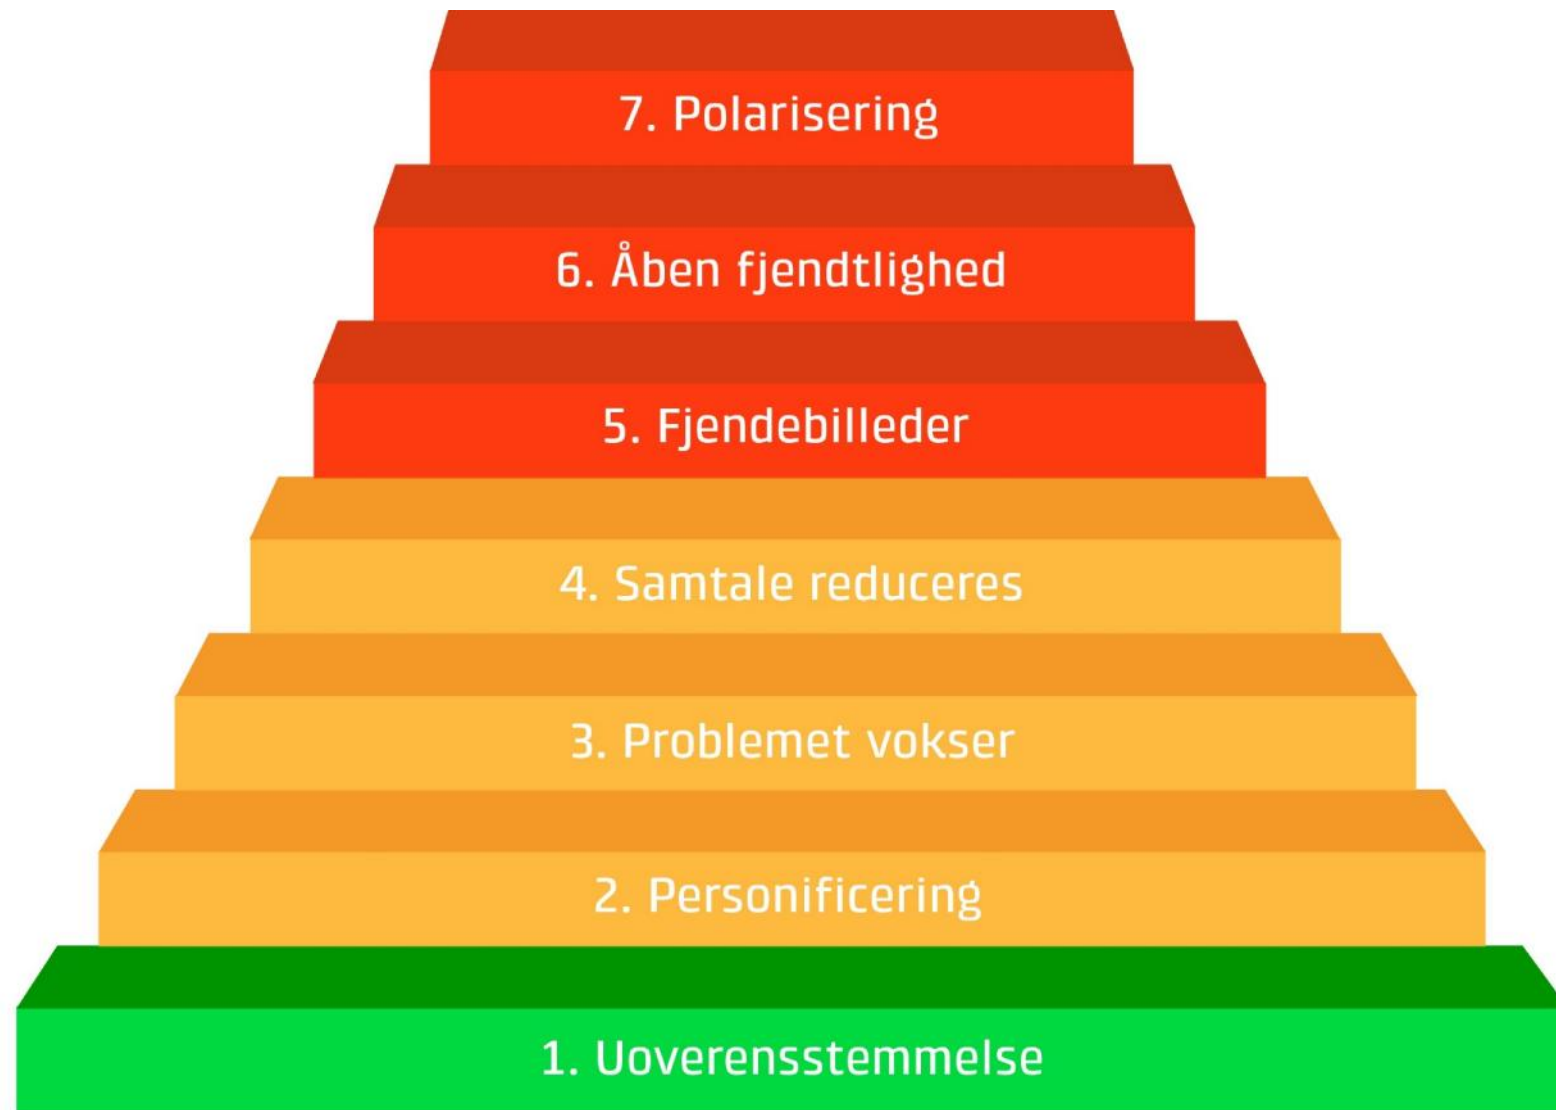 7. Polarisering
6. Åben fjendtlighed
5. Fjendebilleder
4. Samtale reduceres
3. Problemet vokser
2. Personificering
1. Uoverensstemmelse